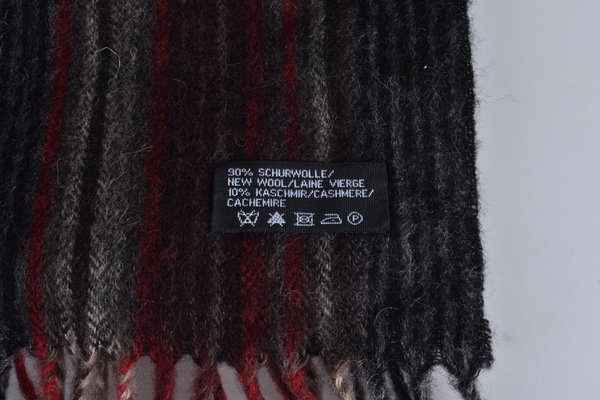 90% SCHURWOLLE/
NEW WOOL/LAINE VIERGE
10% KASCHMIR/CASHMERE/
CACHEMIRE
P